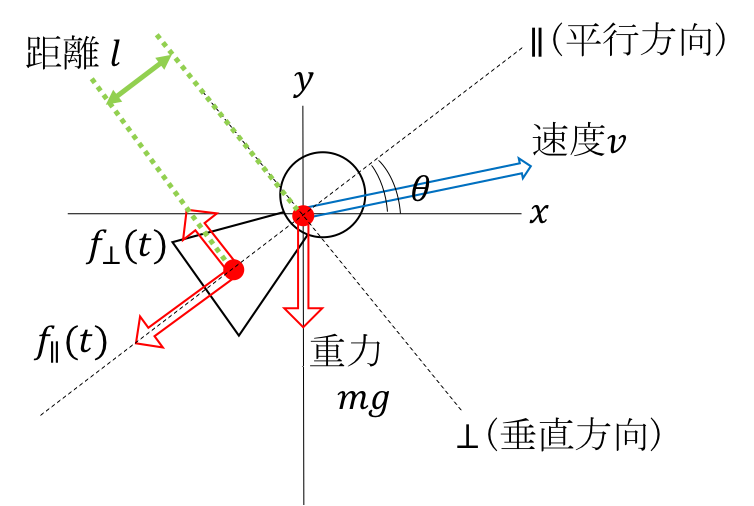 ∥(平行方向)
距離 l
y
速度v
θ
x
f⊥(t)
f∥(t)
重力
mg
⊥(垂直方向)